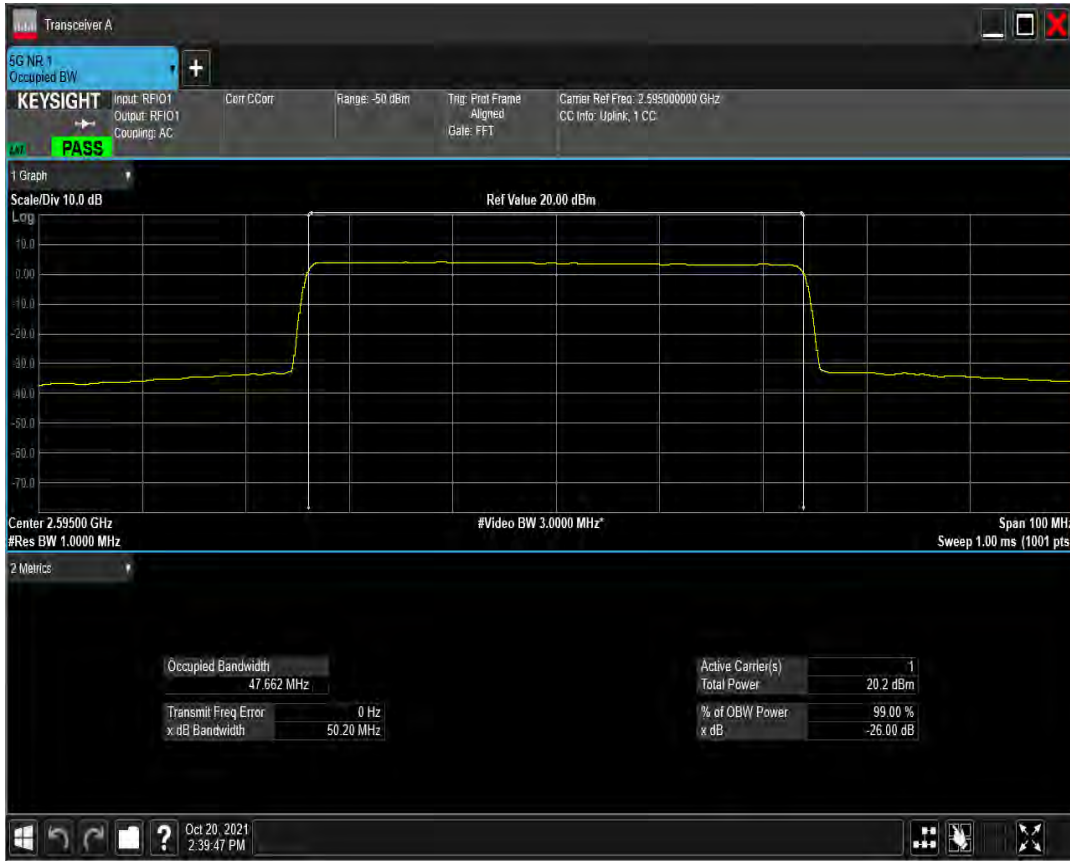 Transceiver A
5G NR 1
Occupied BW
+
KEYSIGHT
Input: RFIO1
Output: RFIO1
Coupling: AC
Corr CCorr
Range: -50 dBm
Trig: Prot Frame
Aligned
Gate: FFT
Carrier Ref Freq: 2.595000000 GHz
CC Info: Uplink, 1 CC
PASS
1 Graph
Scale/Div 10.0 dB
Ref Value 20.00 dBm
Log
10.0
0.00
-10.0
-20.0
-30.0
-40.0
-50.0
-60.0
-70.0
Center 2.59500 GHz
#Video BW 3.0000 MHz*
Span 100 MHz
#Res BW 1.0000 MHz
Sweep 1.00 ms (1001 pts
2 Metrics
Occupied Bandwidth
47.662 MHz
Transmit Freq Error 0 Hz
x dB Bandwidth 50.20 MHz
Active Carrier(s) 1
Total Power 20.2 dBm
% of OBW Power 99.00 %
x dB -26.00 dB
?
Oct 20, 2021
2:39:47 PM